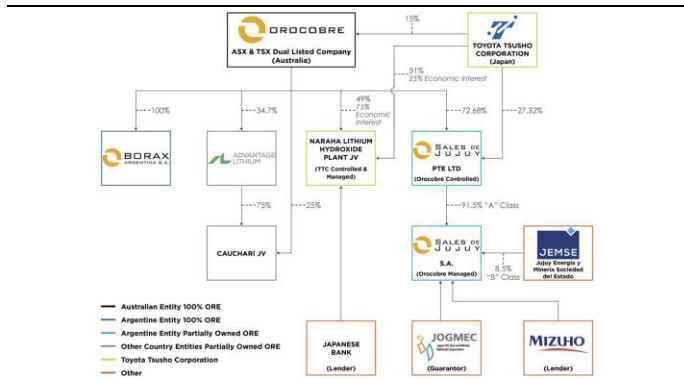 OROCOBRE
ASX & TSX Dual Listed Company
(Australia)
15%
TOYOTA TSUSHO
CORPORATION
(Japan)
51%
25% Economic Interest
100%
34.7%
49%
75%
Economic
Interest
72.68%
27.32%
BORAX
ARGENTINA S.A.
ADVANTAGE
LITHIUM
NARAHA LITHIUM
HYDROXIDE
PLANT JV
(TTC Controlled &
Managed)
SALES DE
JUJUY
PTE LTD
(Orocobre Controlled)
75%
25%
91.5% "A" Class
CAUCHARI JV
SALES DE
JUJUY
S.A.
(Orocobre Managed)
8.5%
"B" Class
JEMSE
Jujuy Energía y
Minería Sociedad
del Estado
Australian Entity 100% ORE
Argentine Entity 100% ORE
Argentine Entity Partially Owned ORE
Other Country Entities Partially Owned ORE
Toyota Tsusho Corporation
Other
JAPANESE
BANK
(Lender)
JOGMEC
(Guarantor)
MIZUHO
(Lender)